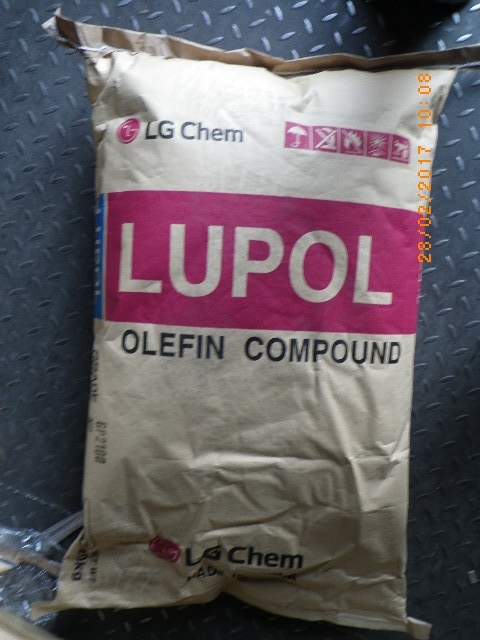 LG Chem
LUPOL
OLEFIN COMPOUND
LG Chem
28/02/2017 10:08